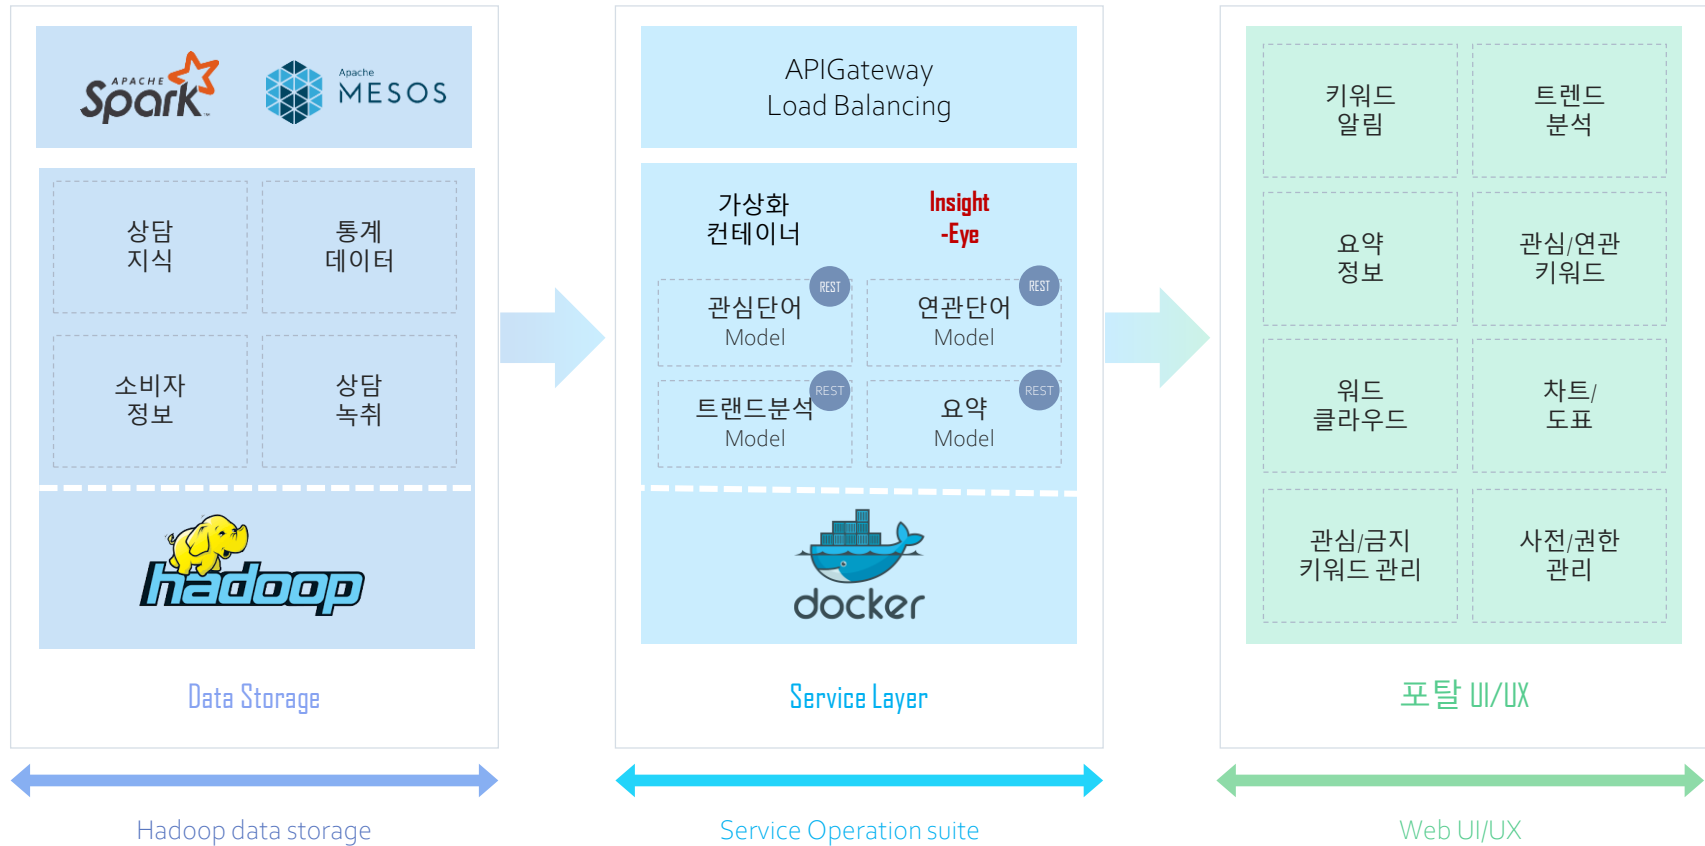 APACHE
Spark
Apache
MESOS
상담
지식
통계
데이터
소비자
정보
상담
녹취
hadoop
Data Storage
Hadoop data storage
APIGateway
Load Balancing
가상화
컨테이너
Insight
-Eye
REST
관심단어
Model
REST
연관단어
Model
REST
트랜드분석
Model
REST
요약
Model
docker
Service Layer
Service Operation suite
키워드
알림
트렌드
분석
요약
정보
관심/연관
키워드
워드
클라우드
차트/
도표
관심/금지
키워드 관리
사전/권한
관리
포탈 UI/UX
Web UI/UX